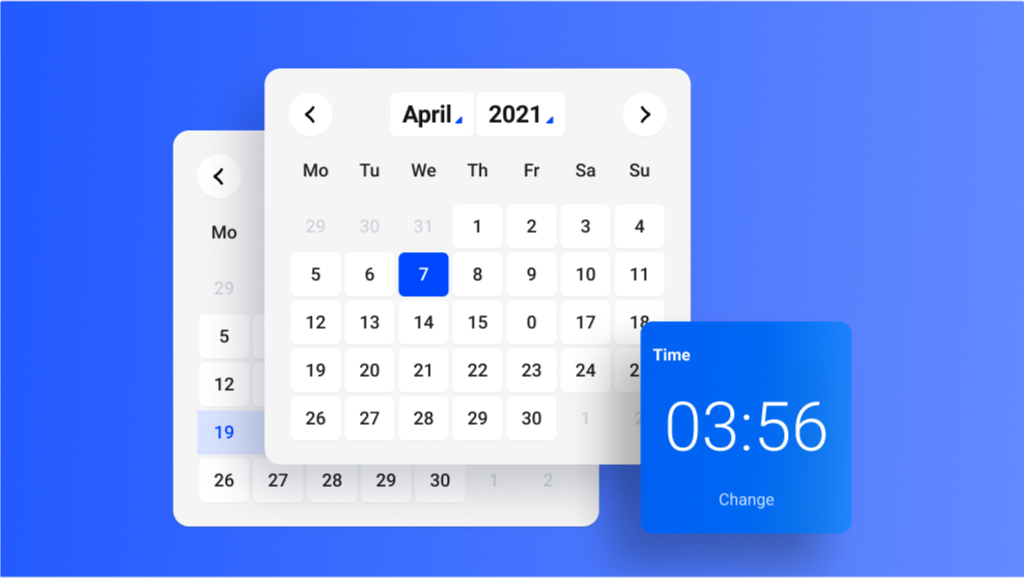 April 2021
Mo Tu We Th Fr Sa Su
29 30 31 1 2 3 4
5 6 7 8 9 10 11
12 13 14 15 0 17 18
19 20 21 22 23 24
26 27 28 29 30 1 2
Mo
29
5
12
19
26 27 28 29 30 1 2
Time
03:56
Change